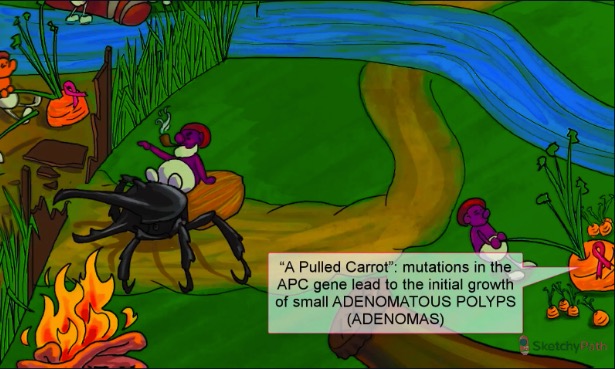 “A Pulled Carrot”: mutations in the
APC gene lead to the initial growth
of small ADENOMATOUS POLYPS
(ADENOMAS)
SketchyPath